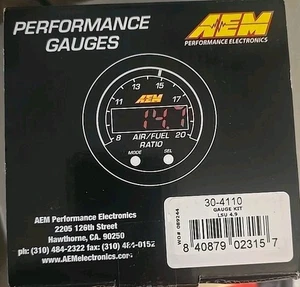 PERFORMANCE
GAUGES
AEM
PERFORMANCE ELECTRONICS
15
13
17
11
AEM
14.7
8
AIR/FUEL
20
RATIO
MODE
SEL
30-4110
GAUGE KIT
LSU 4.9
WO# 089244
8 40879 02315 7
AEM Performance Electronics
2205 126th Street
Hawthorne, CA. 90250
ph: (310) 484-2322 fax: (310) 484-0152
www.AEMelectronics.com